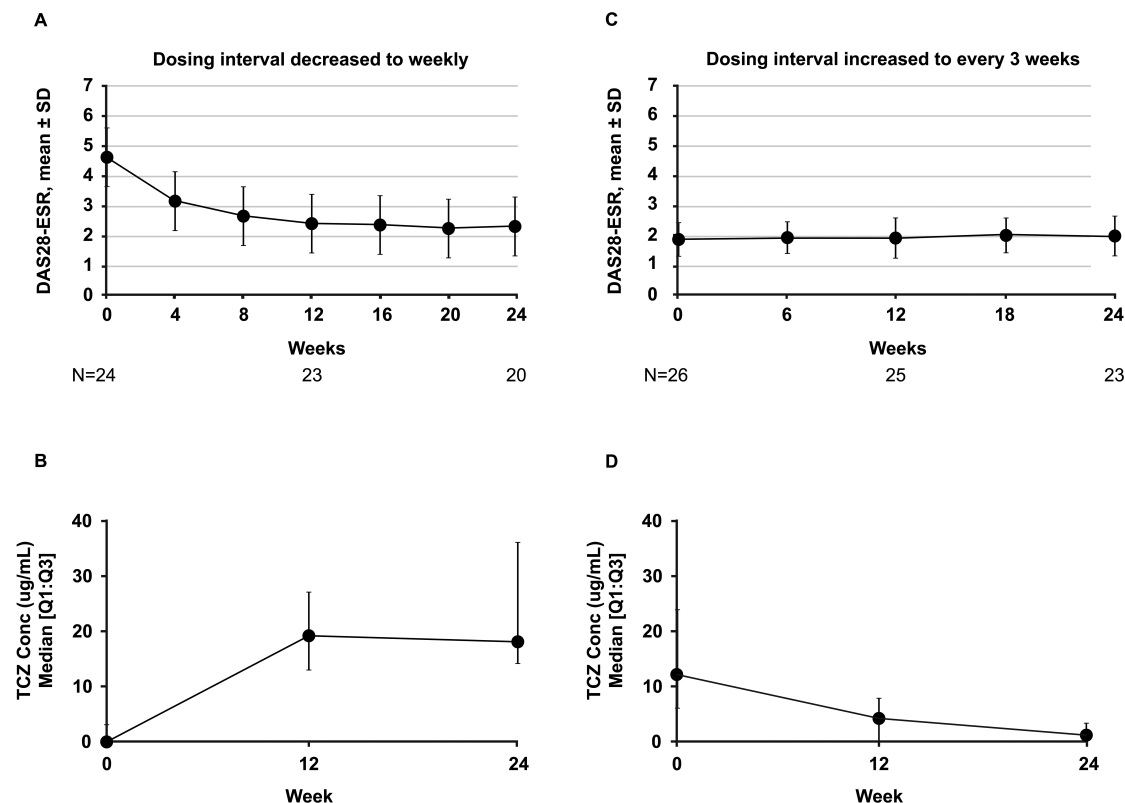 A
Dosing interval decreased to weekly
DAS28-ESR, mean ± SD
7
6
5
4
3
2
1
0
0 4 8 12 16 20 24
Weeks
N=24 23 20
C
Dosing interval increased to every 3 weeks
DAS28-ESR, mean ± SD
7
6
5
4
3
2
1
0
0 6 12 18 24
Weeks
N=26 25 23
B
TCZ Conc (ug/mL)
Median [Q1:Q3]
40
30
20
10
0
0 12 24
Week
D
TCZ Conc (ug/mL)
Median [Q1:Q3]
40
30
20
10
0
0 12 24
Week